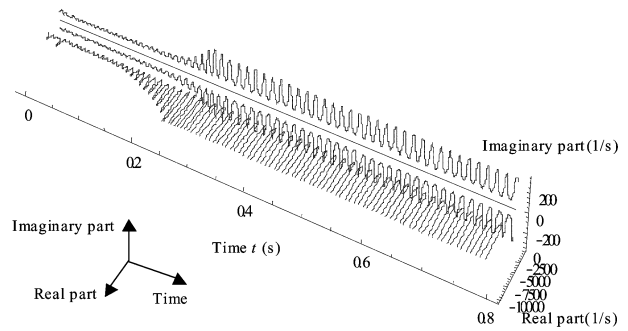 Imaginary part(1/s)
200
0
-200
0
-2500
-5000
-7500
-10000
Real part(1/s)
0
0.2
0.4
0.6
0.8
Time t (s)
Imaginary part
Real part
Time